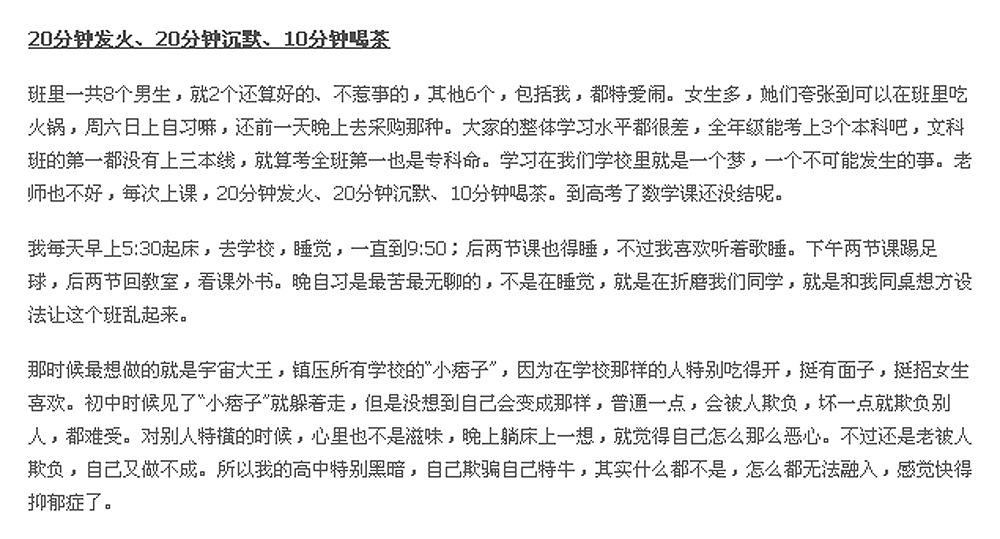 20分钟发火、20分钟沉默、10分钟喝茶
班里一共8个男生，就2个还算好的、不惹事的，其他6个，包括我，都特爱闹。女生多，她们夸张到可以在班里吃
火锅，周六日上自习嘛，还前一天晚上去采购那种。大家的整体学习水平都很差，全年级能考上3个本科吧，文科
班的第一都没有上三本线，就算考全班第一也是专科命。学习在我们学校里就是一个梦，一个不可能发生的事。老
师也不好，每次上课，20分钟发火、20分钟沉默、10分钟喝茶。到高考了数学课还没结呢。
我每天早上5:30起床，去学校，睡觉，一直到9:50；后两节课也得睡，不过我喜欢听着歌睡。下午两节课踢足
球，后两节回教室，看课外书。晚自习是最苦最无聊的，不是在睡觉，就是在折磨我们同学，就是和我同桌想方设
法让这个班乱起来。
那时候最想做的就是宇宙大王，镇压所有学校的“小痞子”，因为在学校那样的人特别吃得开，挺有面子，挺招女生
喜欢。初中时候见了“小痞子”就躲着走，但是没想到自己会变成那样，普通一点，会被人欺负，坏一点就欺负别
人，都难受。对别人特横的时候，心里也不是滋味，晚上躺床上一想，就觉得自己怎么那么恶心。不过还是老被人
欺负，自己又做不成。所以我的高中特别黑暗，自己欺骗自己特牛，其实什么都不是，怎么都无法融入，感觉快得
抑郁症了。